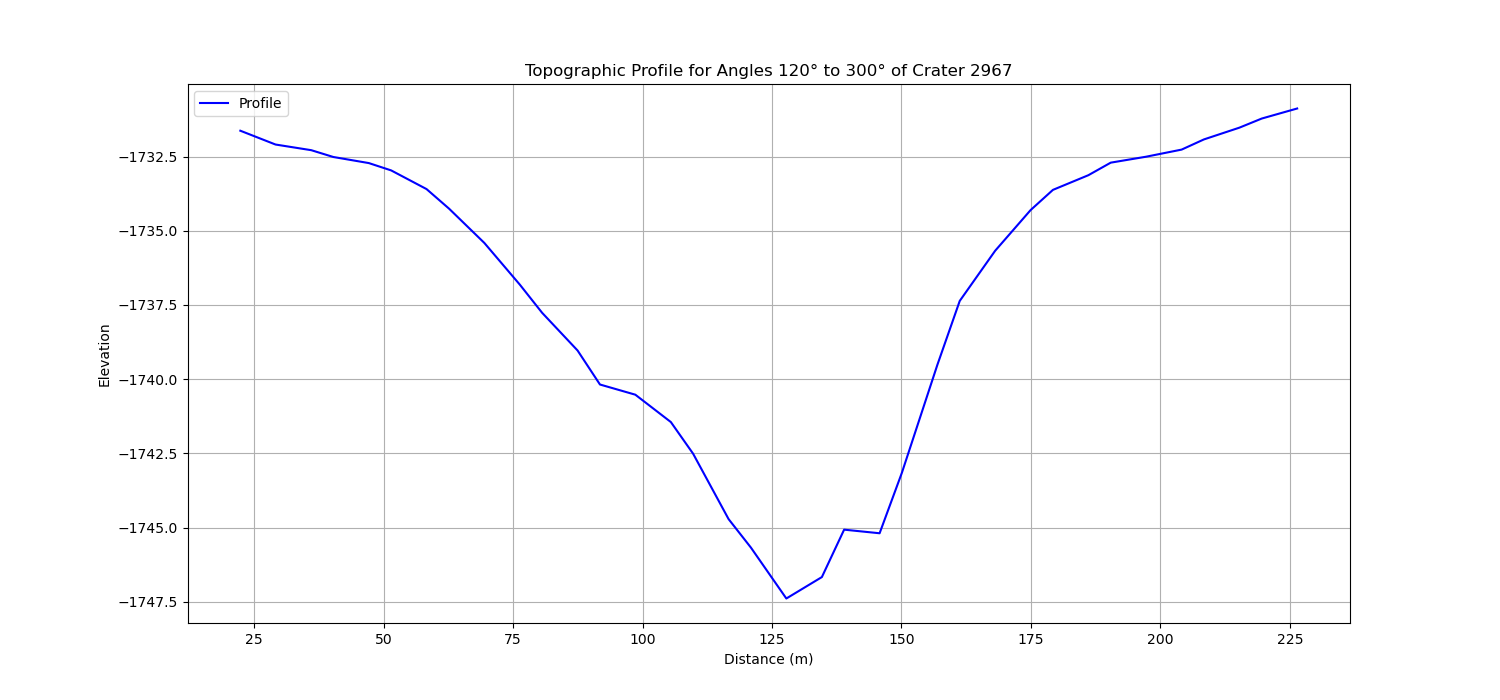 Topographic Profile for Angles 120° to 300° of Crater 2967
Profile
−1732.5
−1735.0
−1737.5
−1740.0
−1742.5
−1745.0
−1747.5
Elevation
25 50 75 100 125 150 175 200 225
Distance (m)